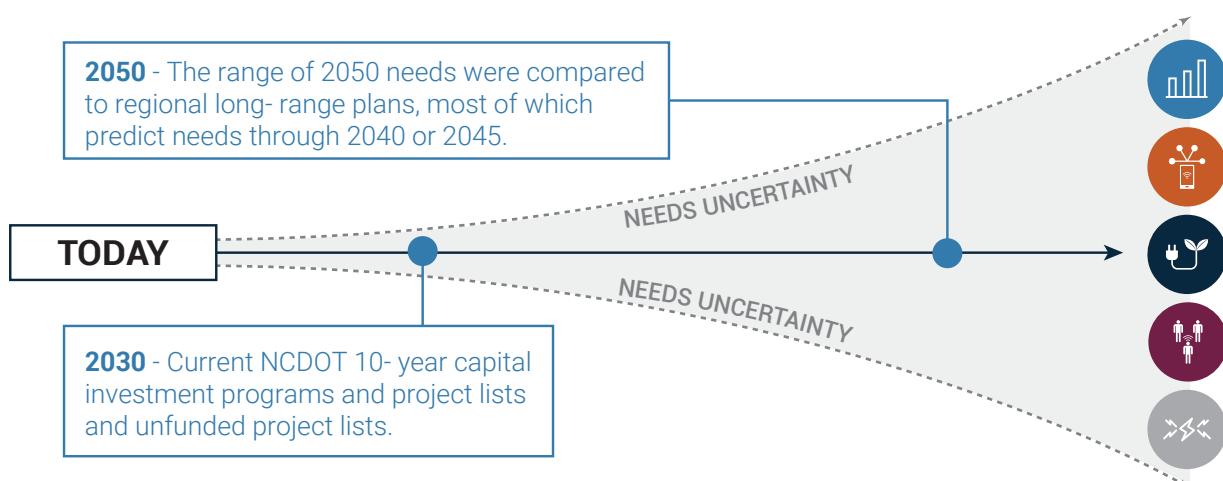 2050 - The range of 2050 needs were compared
to regional long- range plans, most of which
predict needs through 2040 or 2045.
NEEDS UNCERTAINTY
TODAY
NEEDS UNCERTAINTY
2030 - Current NCDOT 10- year capital
investment programs and project lists
and unfunded project lists.